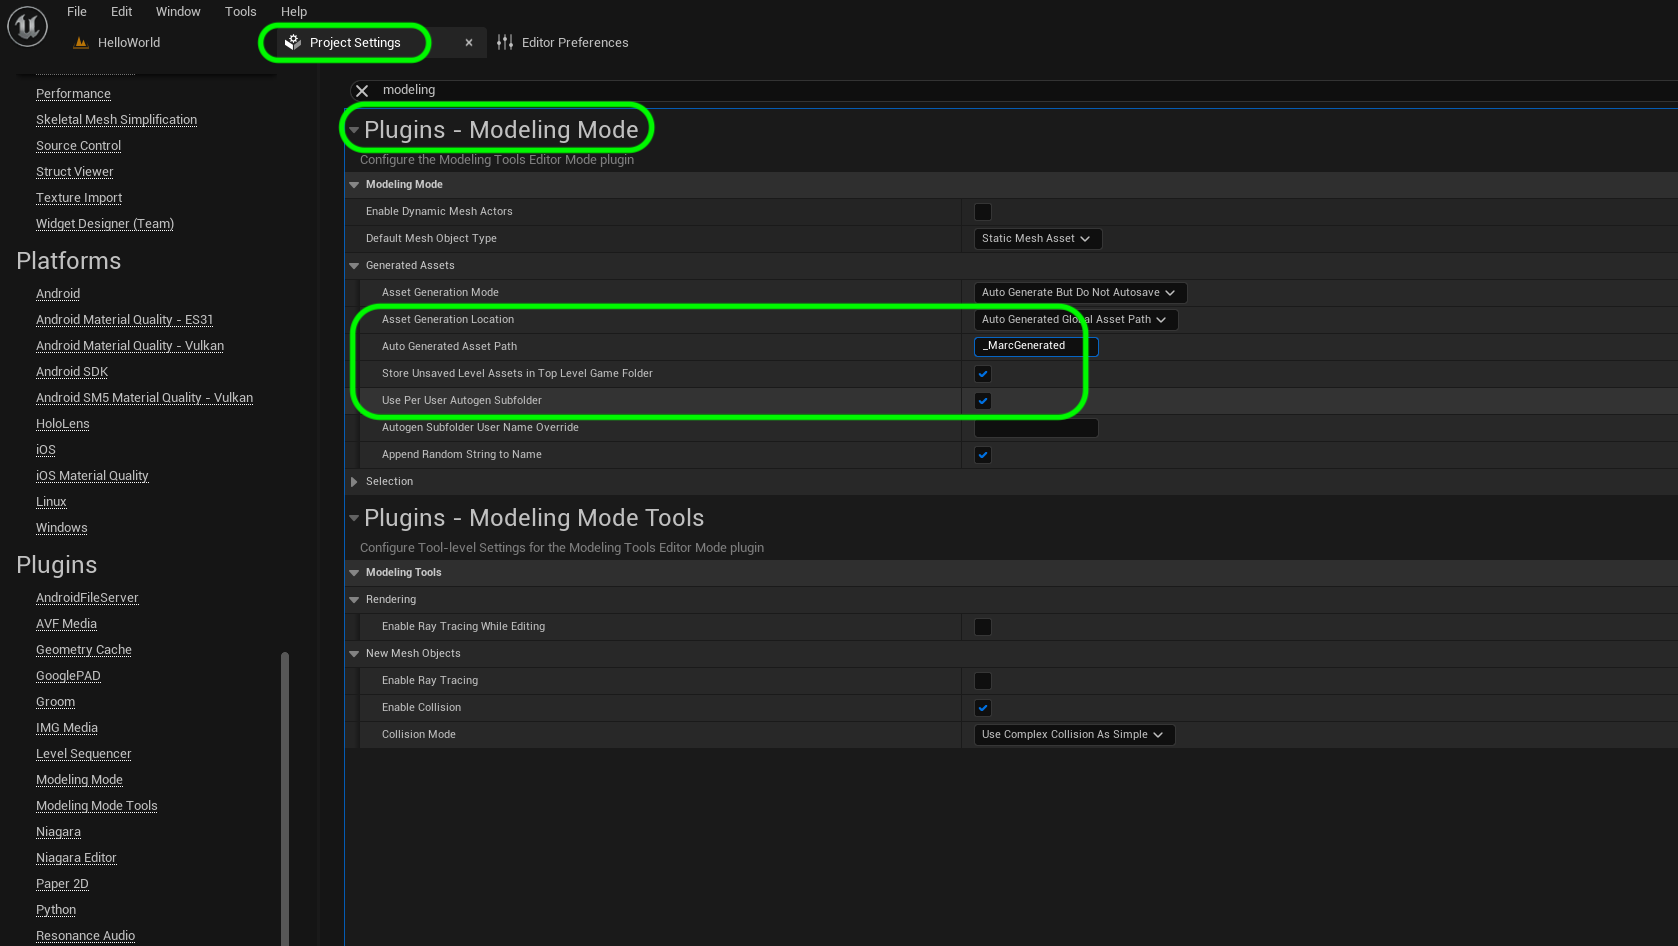 File Edit Window Tools Help
HelloWorld
Project Settings
Editor Preferences
Performance
Skeletal Mesh Simplification
Source Control
Struct Viewer
Texture Import
Widget Designer (Team)
Platforms
Android
Android Material Quality - ES31
Android Material Quality - Vulkan
Android SDK
Android SM5 Material Quality - Vulkan
HoloLens
iOS
iOS Material Quality
Linux
Windows
Plugins
AndroidFileServer
AVF Media
Geometry Cache
GooglePAD
Groom
IMG Media
Level Sequencer
Modeling Mode
Modeling Mode Tools
Niagara
Niagara Editor
Paper 2D
Python
Resonance Audio
modeling
Plugins - Modeling Mode
Configure the Modeling Tools Editor Mode plugin
Modeling Mode
Enable Dynamic Mesh Actors
Default Mesh Object Type Static Mesh Asset
Generated Assets
Asset Generation Mode Auto Generate But Do Not Autosave
Asset Generation Location Auto Generated Global Asset Path
Auto Generated Asset Path _MarcGenerated
Store Unsaved Level Assets in Top Level Game Folder
Use Per User Autogen Subfolder
Autogen Subfolder User Name Override
Append Random String to Name
Selection
Plugins - Modeling Mode Tools
Configure Tool-level Settings for the Modeling Tools Editor Mode plugin
Modeling Tools
Rendering
Enable Ray Tracing While Editing
New Mesh Objects
Enable Ray Tracing
Enable Collision
Collision Mode Use Complex Collision As Simple